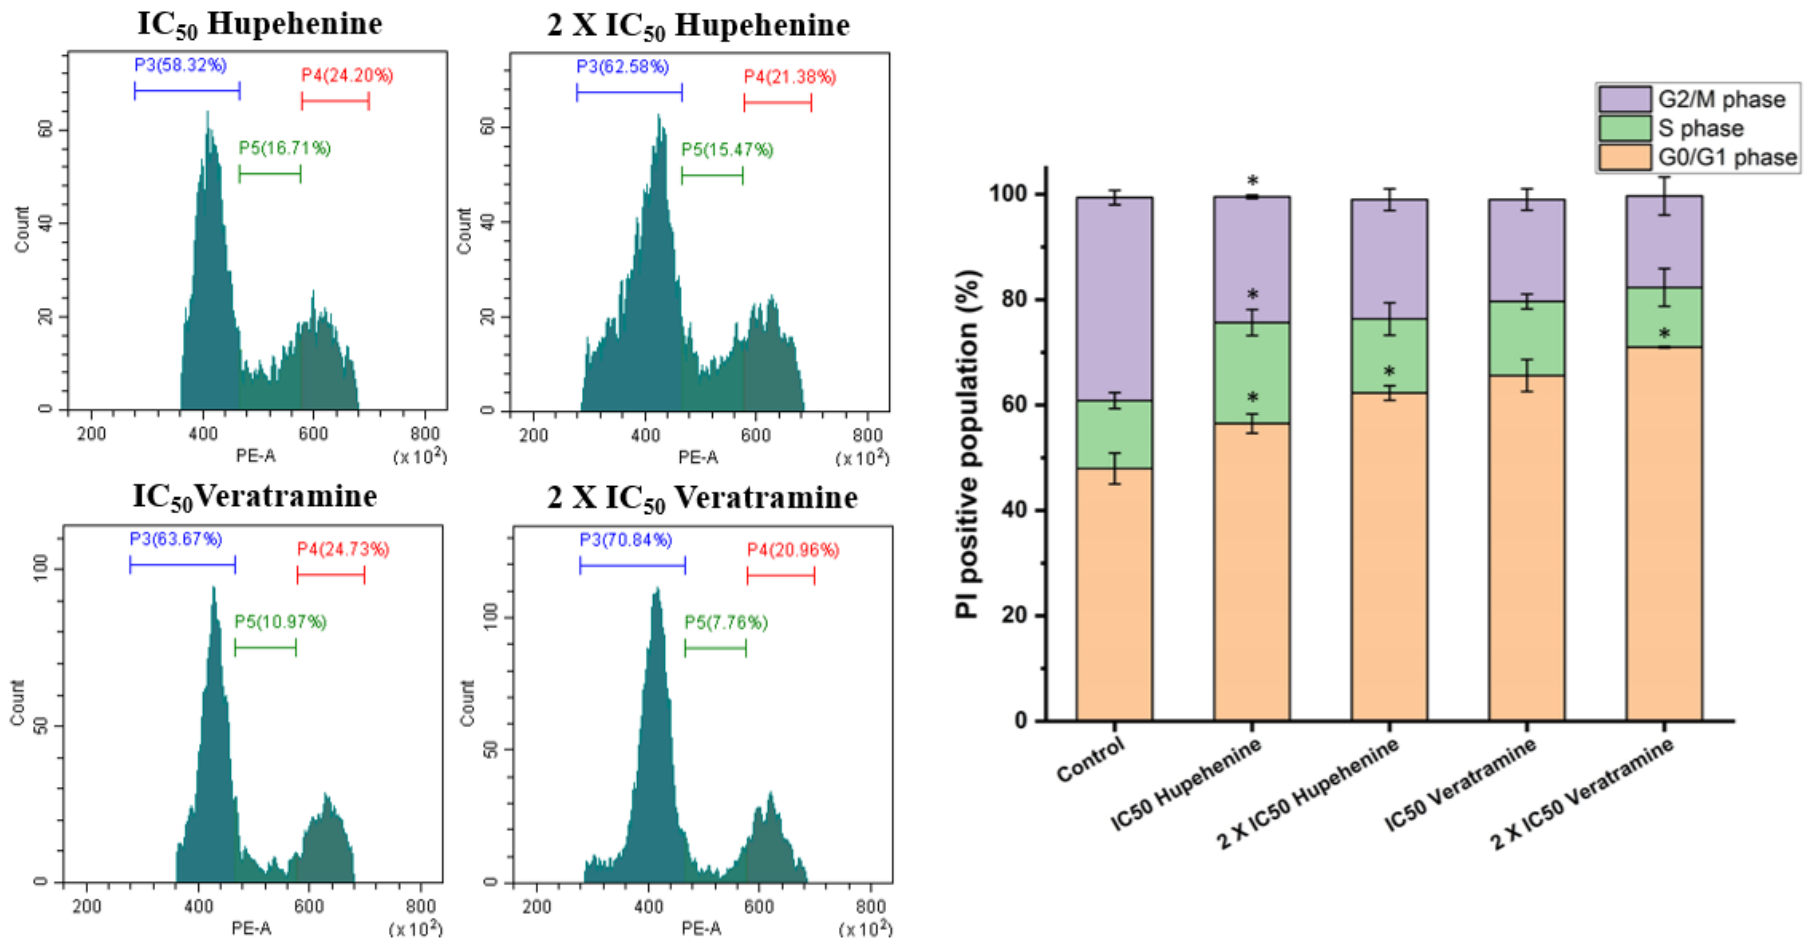 IC50 Hupehenine
P3(58.32%)
P4(24.20%)
P5(16.71%)
Count
0
20
40
60
200
400
600
800
PE-A
(x10²)
2 X IC50 Hupehenine
P3(62.58%)
P4(21.38%)
P5(15.47%)
Count
0
20
40
60
200
400
600
800
PE-A
(x10²)
IC50Veratramine
P3(63.67%)
P4(24.73%)
P5(10.97%)
Count
0
50
100
200
400
600
800
PE-A
(x10²)
2 X IC50 Veratramine
P3(70.84%)
P4(20.96%)
P5(7.76%)
Count
0
50
100
200
400
600
800
PE-A
(x10²)
G2/M phase
S phase
G0/G1 phase
PI positive population (%)
100
80
60
40
20
0
*
*
*
*
*
Control
IC50 Hupehenine
2 X IC50 Hupehenine
IC50 Veratramine
2 X IC50 Veratramine